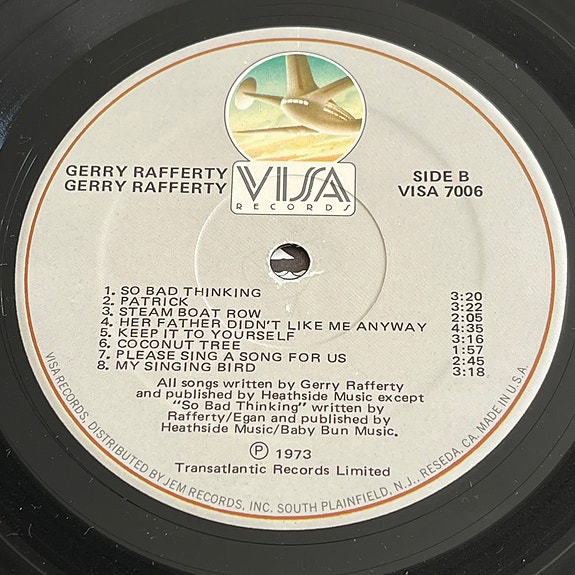 GERRY RAFFERTY
GERRY RAFFERTY
VISA
RECORDS
SIDE B
VISA 7006
1. SO BAD THINKING 3:20
2. PATRICK 3:22
3. STEAM BOAT ROW 2:05
4. HER FATHER DIDN'T LIKE ME ANYWAY 4:35
5. KEEP IT TO YOURSELF 3:16
6. COCONUT TREE 1:57
7. PLEASE SING A SONG FOR US 2:45
8. MY SINGING BIRD 3:18
All songs written by Gerry Rafferty
and published by Heathside Music except
"So Bad Thinking" written by
Rafferty/Egan and published by
Heathside Music/Baby Bun Music.
Ⓟ 1973
Transatlantic Records Limited
VISA RECORDS, DISTRIBUTED BY JEM RECORDS, INC. SOUTH PLAINFIELD, N.J., RESEDA, CA. MADE IN U.S.A.